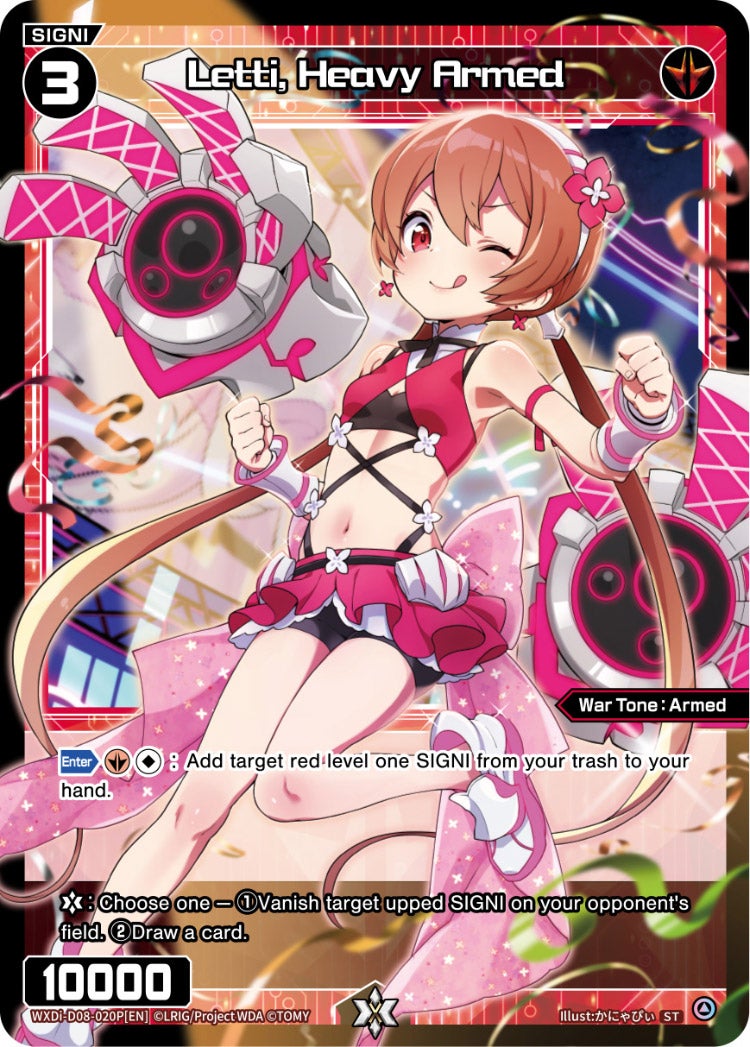 SIGNI
3
Letti, Heavy Armed
War Tone : Armed
Enter : Add target red level one SIGNI from your trash to your
hand.
: Choose one — ①Vanish target upped SIGNI on your opponent's
field. ②Draw a card.
10000
WXDi-D08-020P[EN] ©LRIG/Project WDA ©TOMY
Illust:かにゃぴぃ ST